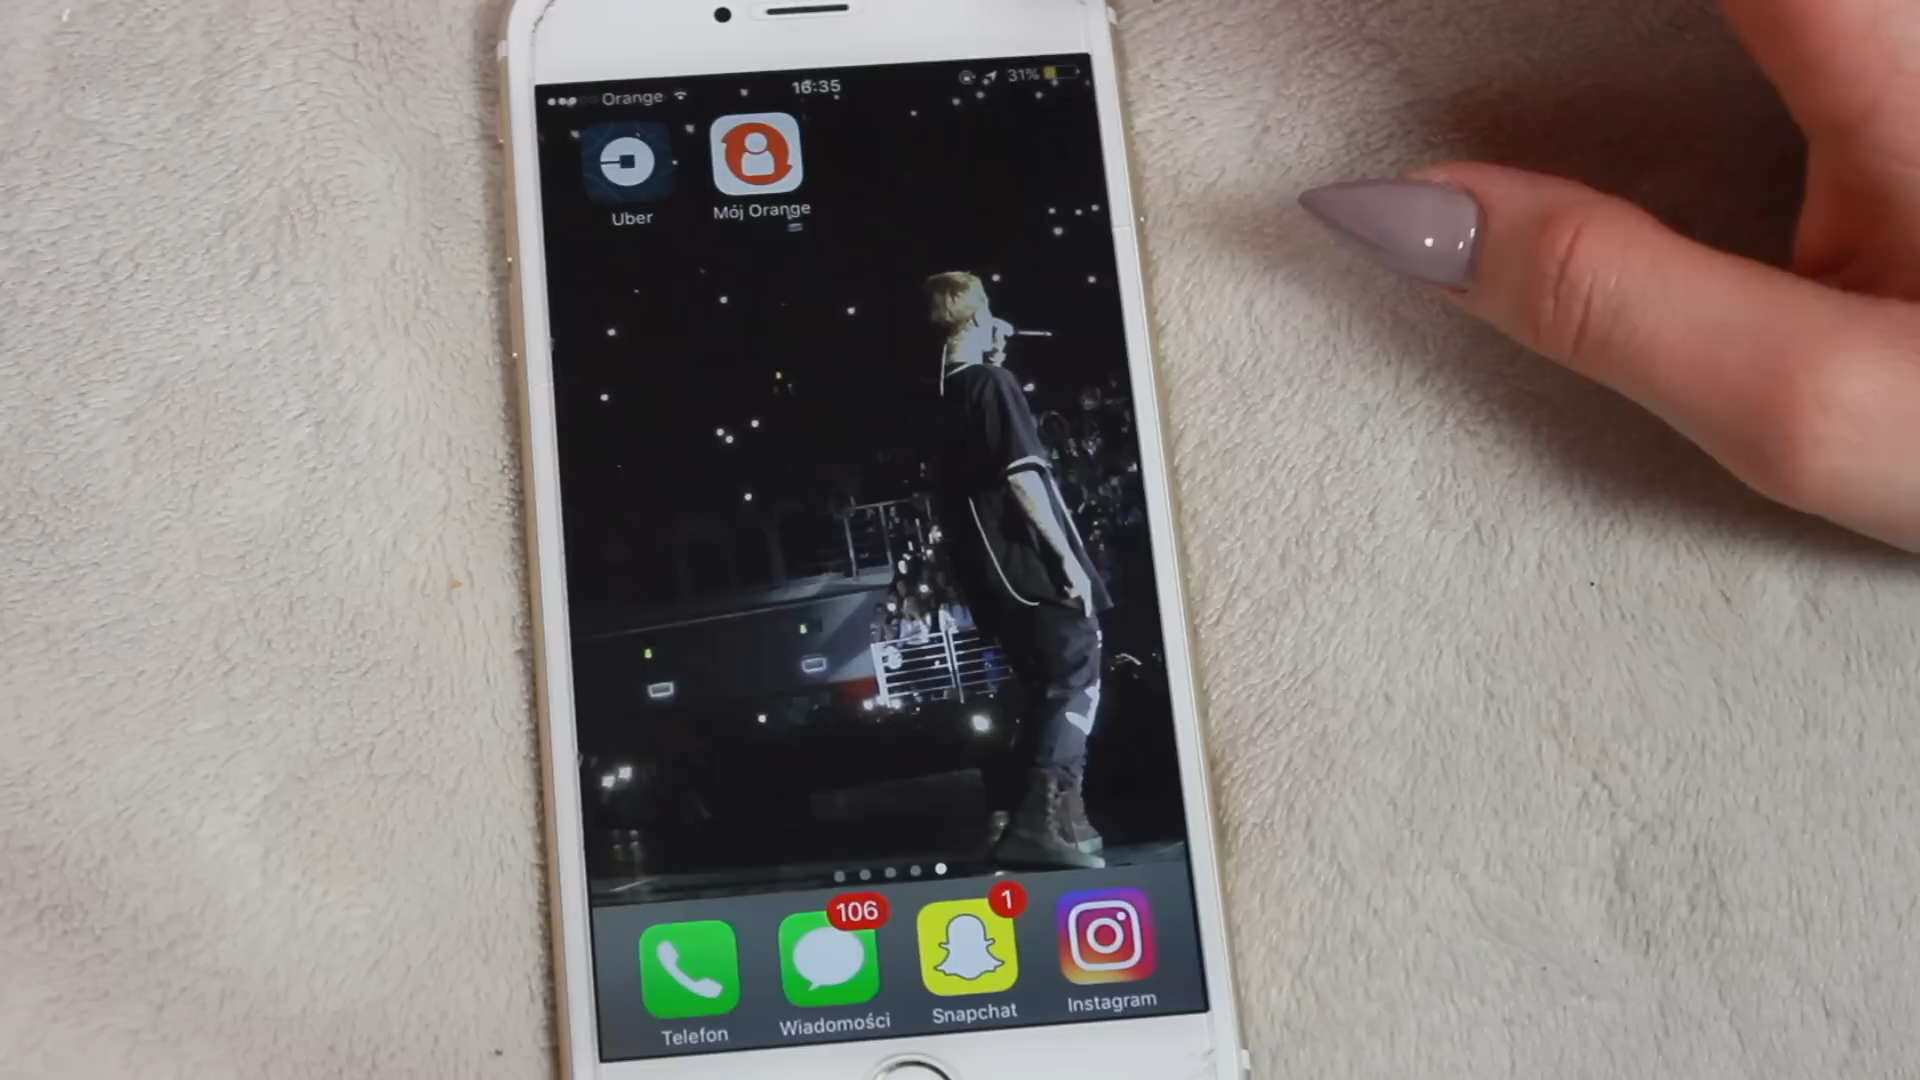 Orange 16:35 31%
Uber Mój Orange
106 1
Telefon Wiadomości Snapchat Instagram